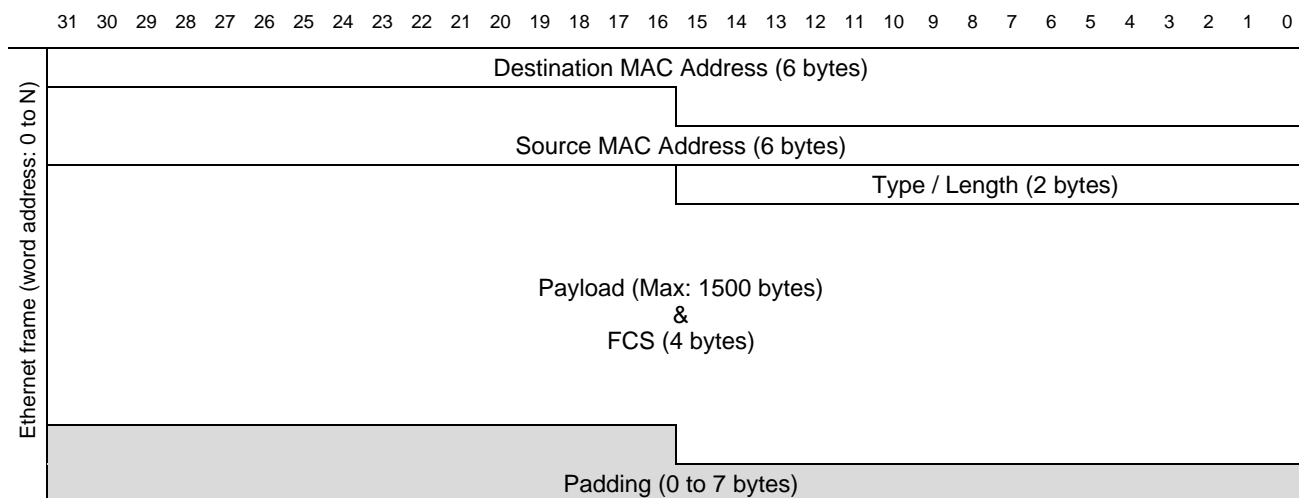 31 30 29 28 27 26 25 24 23 22 21 20 19 18 17 16 15 14 13 12 11 10 9 8 7 6 5 4 3 2 1 0
Ethernet frame (word address: 0 to N)
Destination MAC Address (6 bytes)
Source MAC Address (6 bytes)
Type / Length (2 bytes)
Payload (Max: 1500 bytes)
&
FCS (4 bytes)
Padding (0 to 7 bytes)